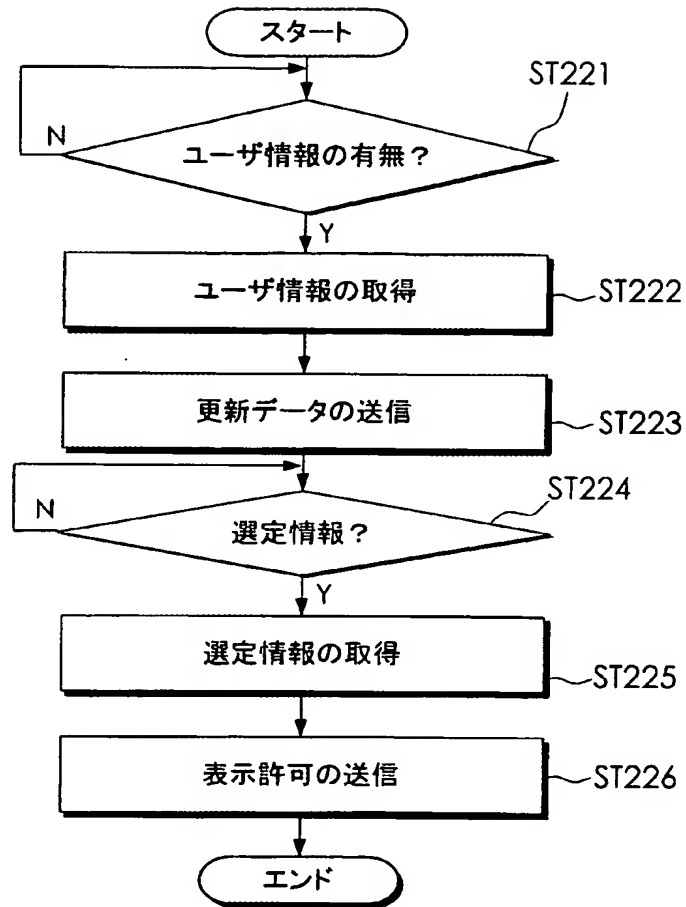 スタート
ST221
N
ユーザ情報の有無?
Y
ユーザ情報の取得
ST222
更新データの送信
ST223
ST224
N
選定情報?
Y
選定情報の取得
ST225
表示許可の送信
ST226
エンド